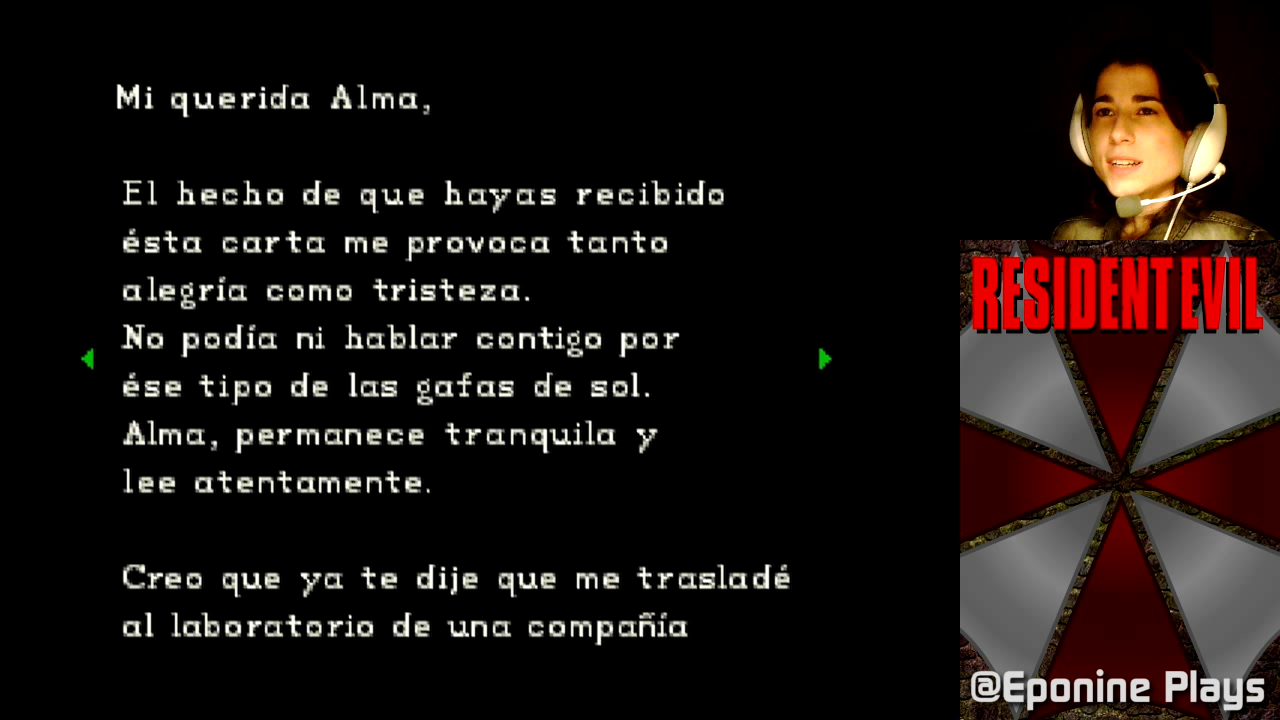 Mi querida Alma,
El hecho de que hayas recibido
ésta carta me provoca tanto
alegría como tristeza.
No podía ni hablar contigo por
ése tipo de las gafas de sol.
Alma, permanece tranquila y
lee atentamente.
Creo que ya te dije que me trasladé
al laboratorio de una compañía
RESIDENT EVIL
@Eponine Plays